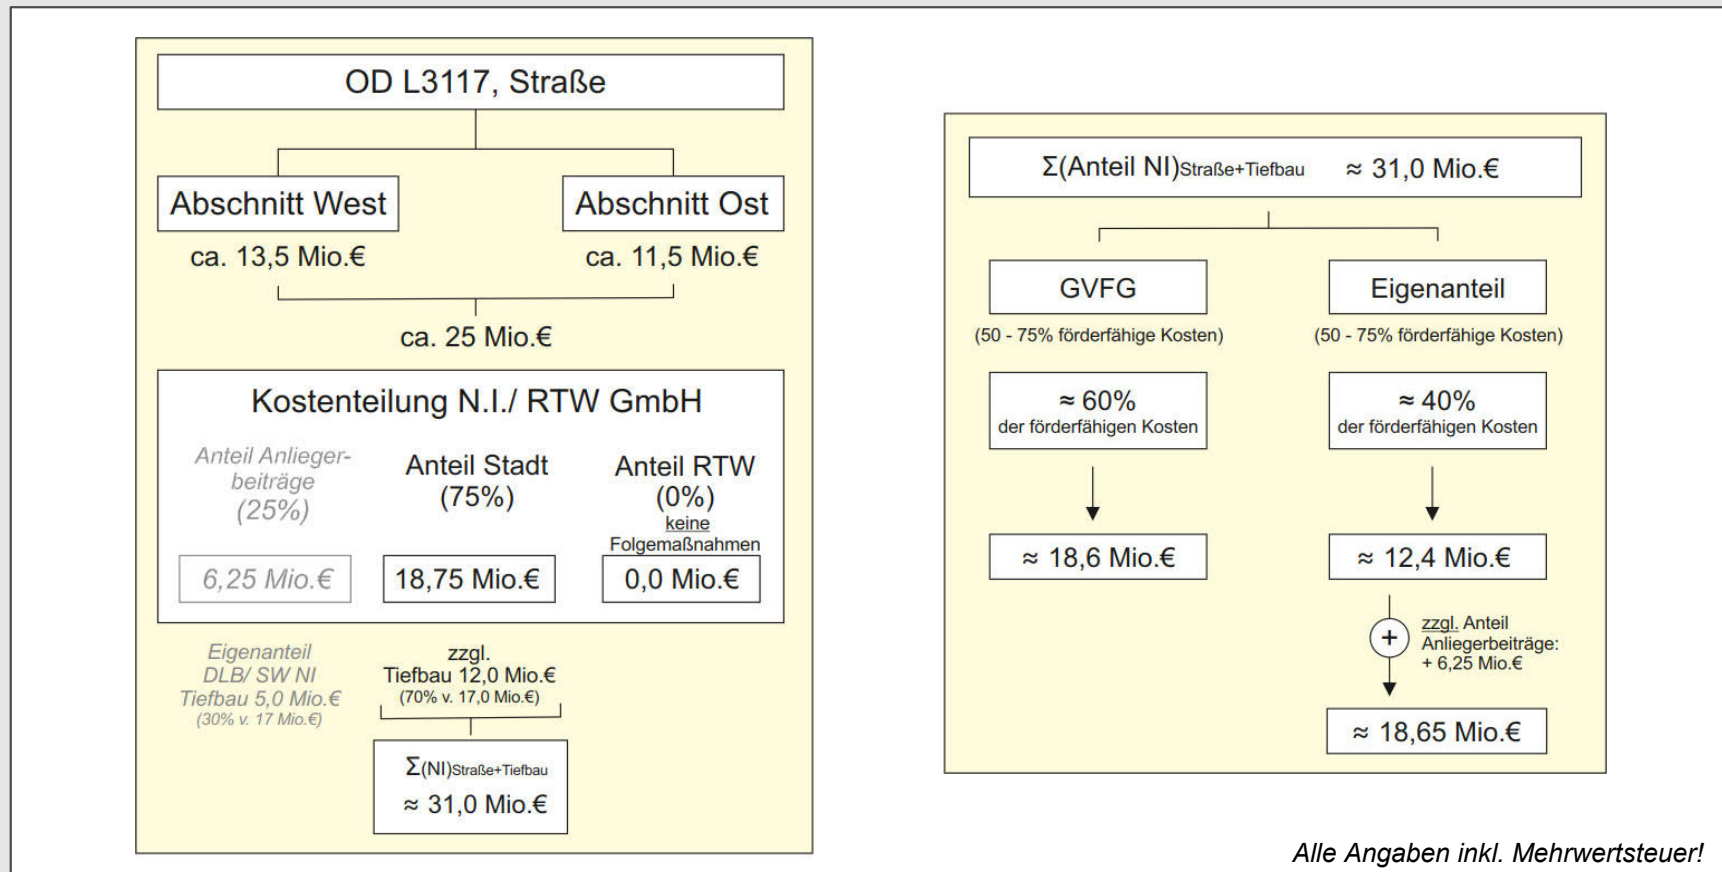 OD L3117, Straße
Abschnitt West
Abschnitt Ost
ca. 13,5 Mio.€
ca. 11,5 Mio.€
ca. 25 Mio.€
Kostenteilung N.I./ RTW GmbH
Anteil Anlieger-
beiträge
(25%)
6,25 Mio.€
Anteil Stadt
(75%)
18,75 Mio.€
Anteil RTW
(0%)
keine
Folgemaßnahmen
0,0 Mio.€
Eigenanteil
DLB/ SW NI
Tiefbau 5,0 Mio.€
(30% v. 17 Mio.€)
zzgl.
Tiefbau 12,0 Mio.€
(70% v. 17,0 Mio.€)
Σ(NI)Straße+Tiefbau
≈ 31,0 Mio.€
Σ(Anteil NI)Straße+Tiefbau ≈ 31,0 Mio.€
GVFG
(50 - 75% förderfähige Kosten)
≈ 60%
der förderfähigen Kosten
≈ 18,6 Mio.€
Eigenanteil
(50 - 75% förderfähige Kosten)
≈ 40%
der förderfähigen Kosten
≈ 12,4 Mio.€
+
zzgl. Anteil
Anliegerbeiträge:
+ 6,25 Mio.€
≈ 18,65 Mio.€
Alle Angaben inkl. Mehrwertsteuer!